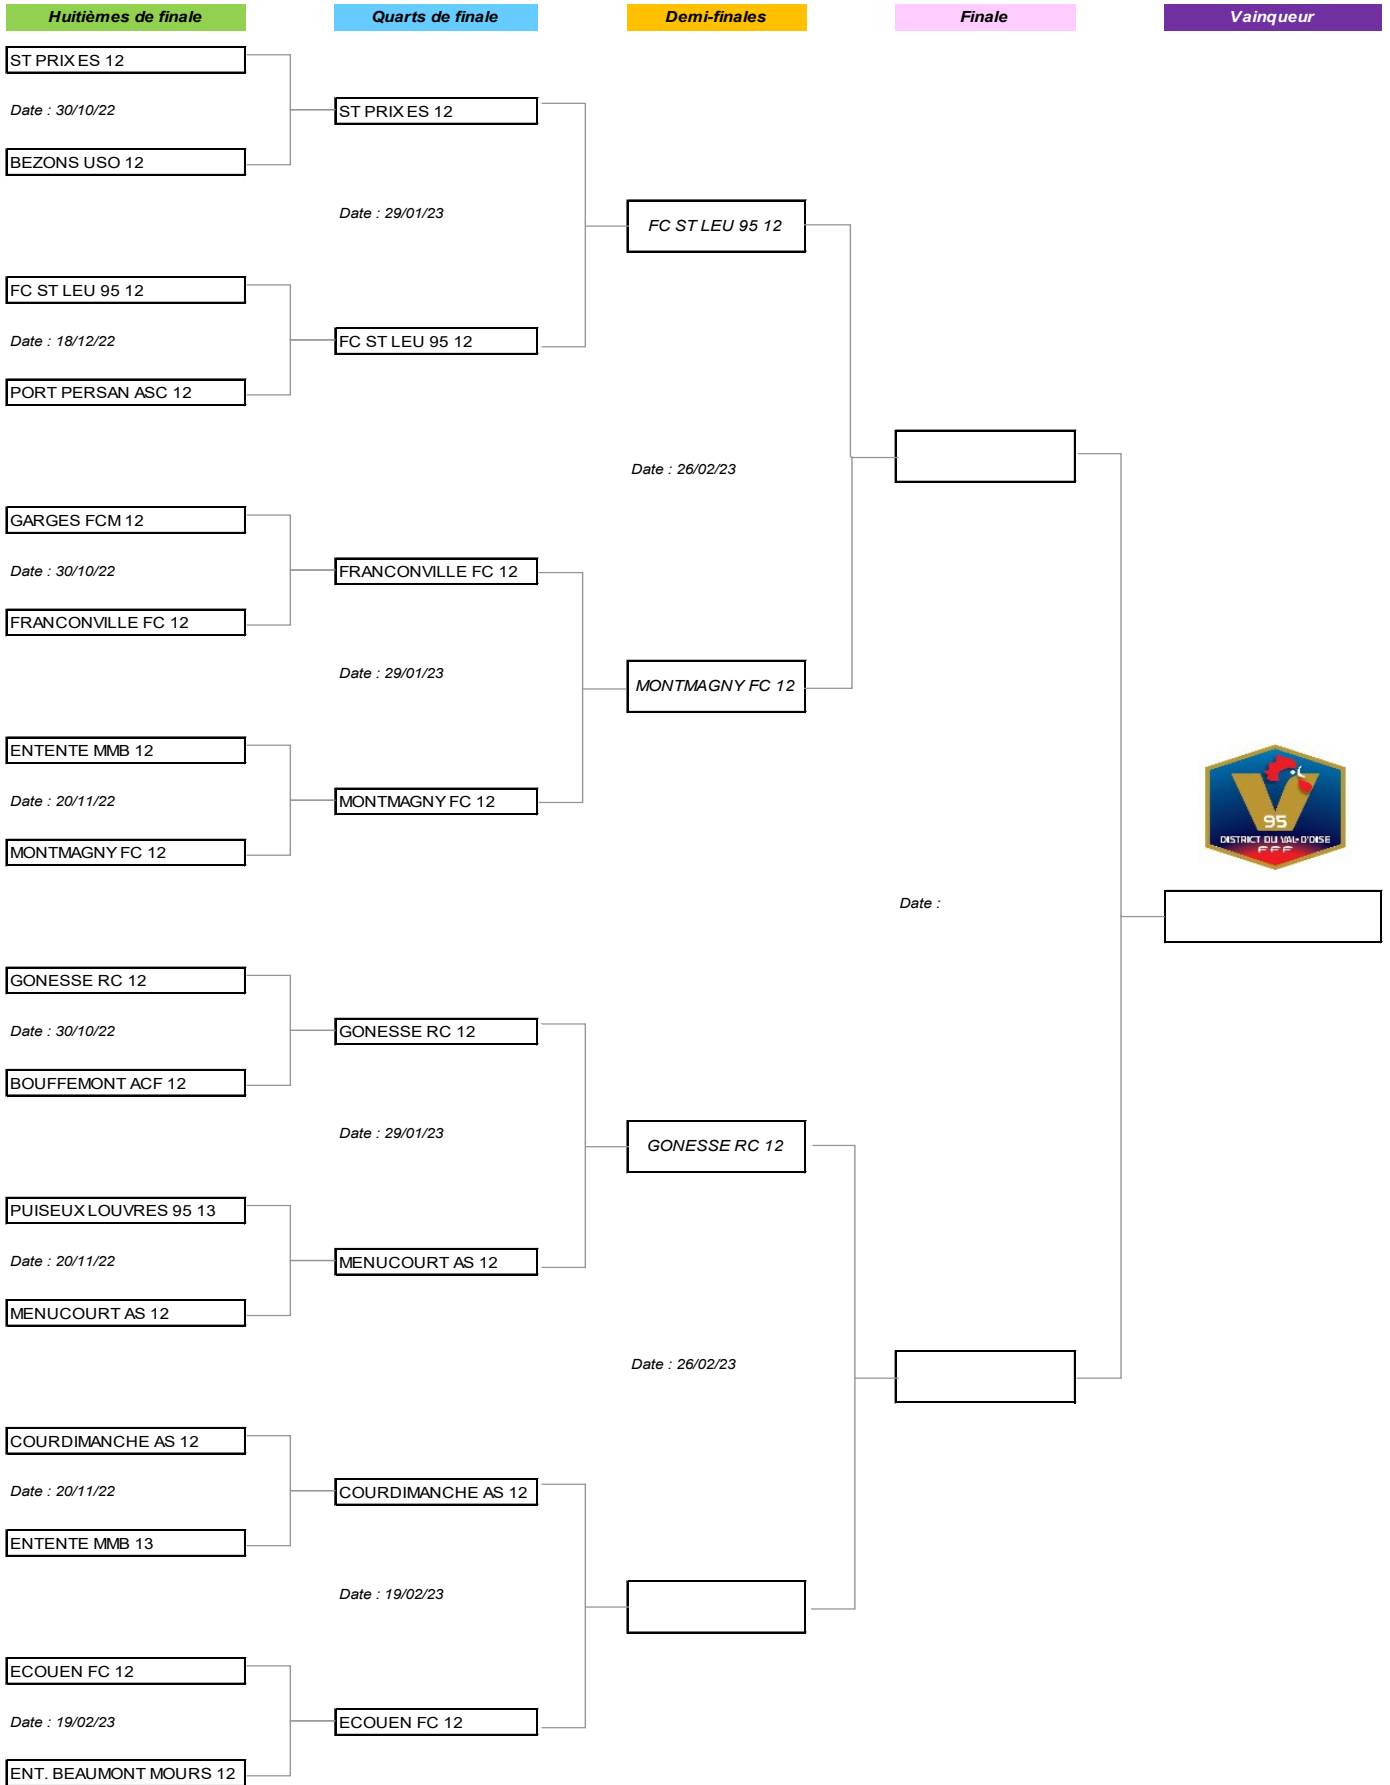 Huitièmes de finale
Quarts de finale
Demi-finales
Finale
Vainqueur
ST PRIX ES 12
Date : 30/10/22
BEZONS USO 12
ST PRIX ES 12
Date : 29/01/23
FC ST LEU 95 12
FC ST LEU 95 12
Date : 18/12/22
PORT PERSAN ASC 12
FC ST LEU 95 12
Date : 26/02/23
GARGES FCM 12
Date : 30/10/22
FRANCONVILLE FC 12
FRANCONVILLE FC 12
Date : 29/01/23
MONTMAGNY FC 12
ENTENTE MMB 12
Date : 20/11/22
MONTMAGNY FC 12
MONTMAGNY FC 12
95
DISTRICT DU VAL-D'OISE
FFF
Date :
GONESSE RC 12
Date : 30/10/22
BOUFFEMONT ACF 12
GONESSE RC 12
Date : 29/01/23
GONESSE RC 12
PUISEUX LOUVRES 95 13
Date : 20/11/22
MENUCOURT AS 12
MENUCOURT AS 12
Date : 26/02/23
COURDIMANCHE AS 12
Date : 20/11/22
ENTENTE MMB 13
COURDIMANCHE AS 12
Date : 19/02/23
ECOUEN FC 12
Date : 19/02/23
ENT. BEAUMONT MOURS 12
ECOUEN FC 12